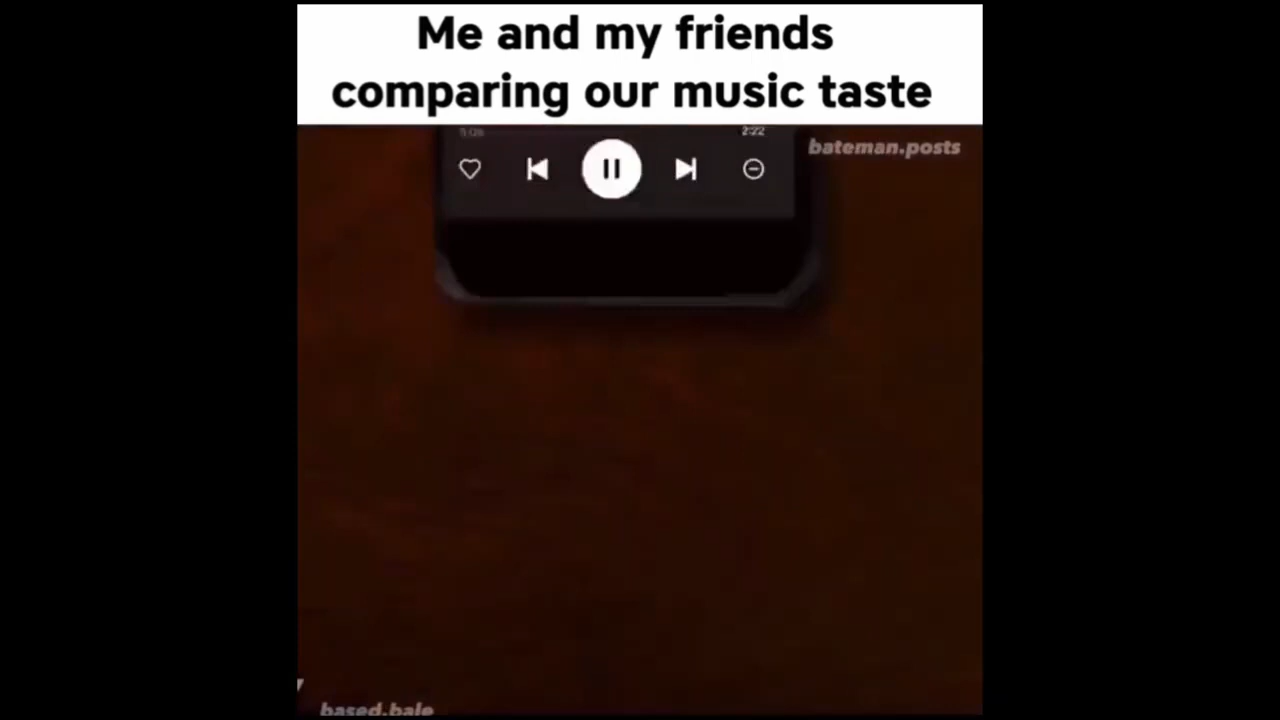 Me and my friends
comparing our music taste
2:22
bateman.posts
based.bale